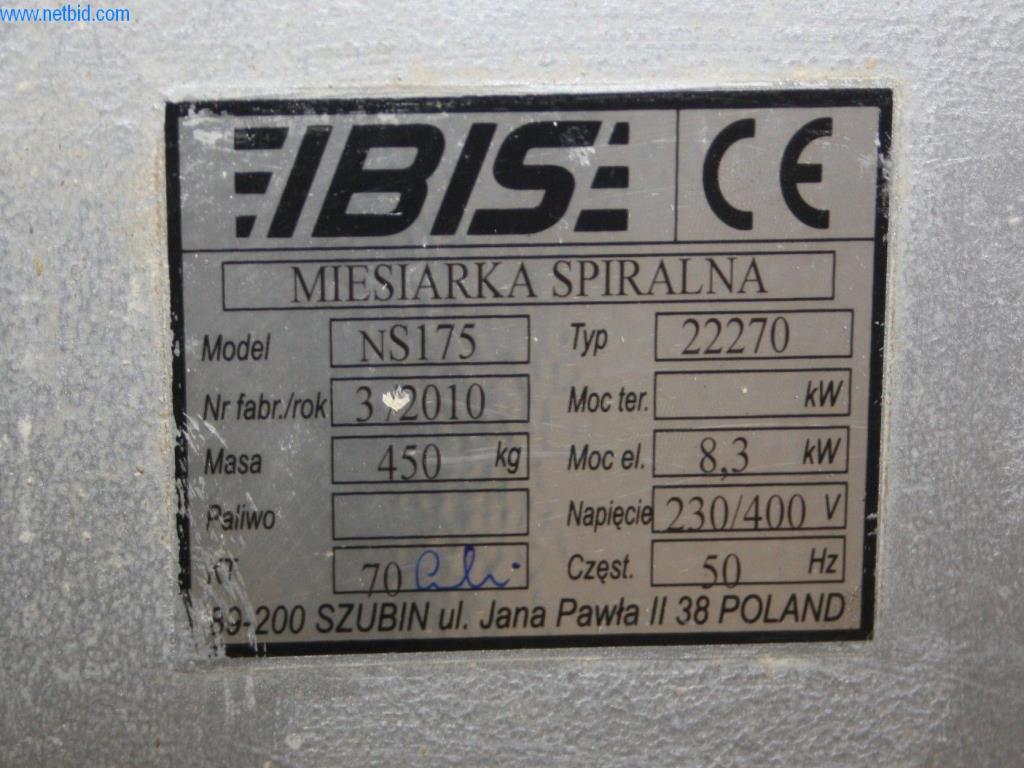 www.netbid.com
IBIS CE
MIESIARKA SPIRALNA
Model NS175 Typ 22270
Nr fabr./rok 3 /2010 Moc ter. kW
Masa 450 kg Moc el. 8,3 kW
Paliwo Napięcie 230/400 V
70 Częst. 50 Hz
89-200 SZUBIN ul. Jana Pawła II 38 POLAND